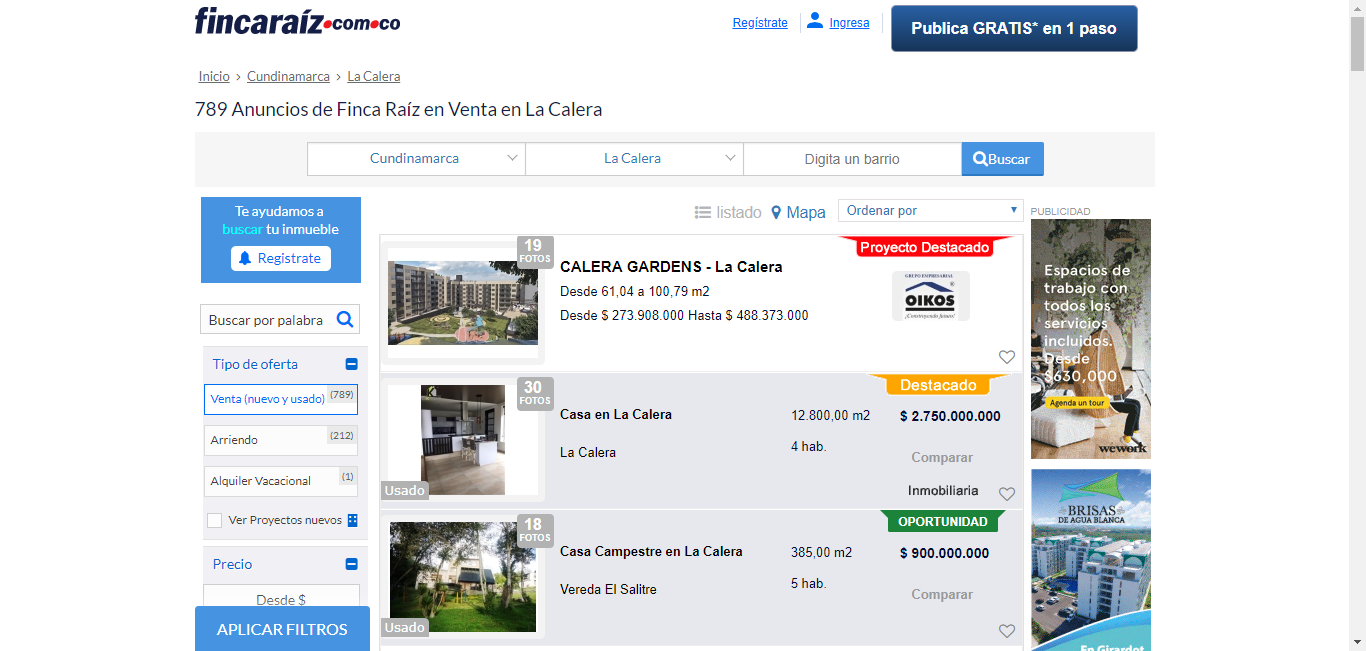 fincaraíz.com.co
Regístrate
Ingresa
Publica GRATIS* en 1 paso
Inicio › Cundinamarca › La Calera
789 Anuncios de Finca Raíz en Venta en La Calera
Cundinamarca
La Calera
Digita un barrio
Buscar
Te ayudamos a
buscar tu inmueble
Registrate
Buscar por palabra
Tipo de oferta
Venta (nuevo y usado) (789)
Arriendo (212)
Alquiler Vacacional (1)
Ver Proyectos nuevos
Precio
Desde $
APLICAR FILTROS
listado
Mapa
Ordenar por
19
FOTOS
CALERA GARDENS - La Calera
Desde 61,04 a 100,79 m2
Desde $ 273.908.000 Hasta $ 488.373.000
Proyecto Destacado
GRUPO EMPRESARIAL
OIKOS
¡Construyendo futuro!
30
FOTOS
Usado
Casa en La Calera
La Calera
12.800,00 m2
4 hab.
Destacado
$ 2.750.000.000
Comparar
Inmobiliaria
18
FOTOS
Usado
Casa Campestre en La Calera
Vereda El Salitre
385,00 m2
5 hab.
OPORTUNIDAD
$ 900.000.000
Comparar
PUBLICIDAD
Espacios de
trabajo con
todos los
servicios
incluidos.
Desde
$630,000
Agenda un tour
wework
BRISAS
DE AGUA BLANCA
En Girardot